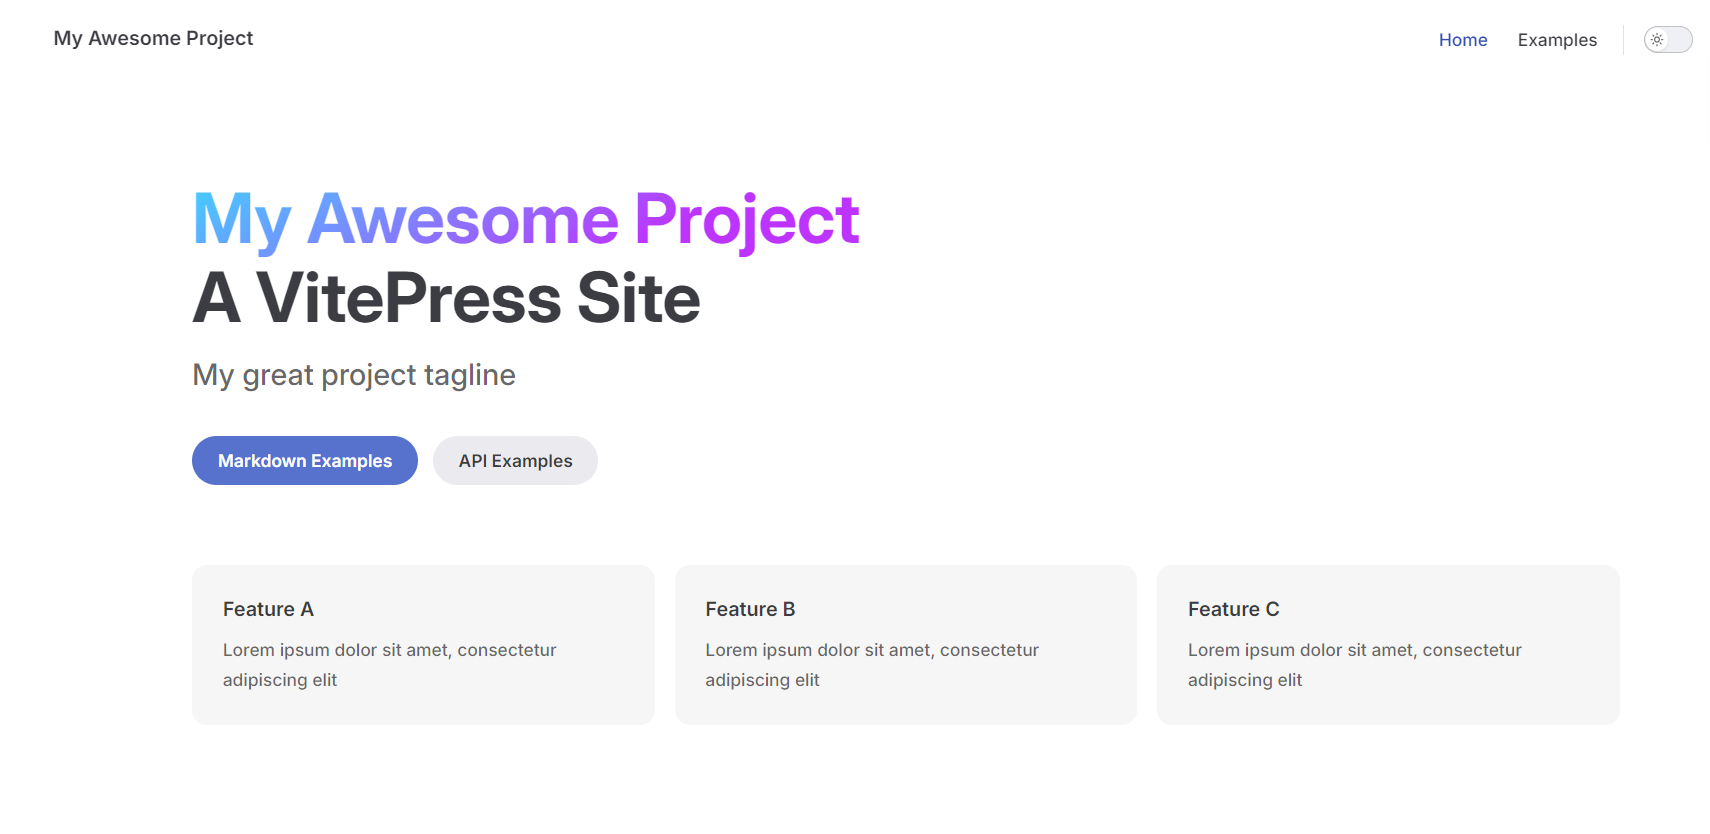 My Awesome Project
Home
Examples
My Awesome Project
A VitePress Site
My great project tagline
Markdown Examples
API Examples
Feature A
Lorem ipsum dolor sit amet, consectetur
adipiscing elit
Feature B
Lorem ipsum dolor sit amet, consectetur
adipiscing elit
Feature C
Lorem ipsum dolor sit amet, consectetur
adipiscing elit